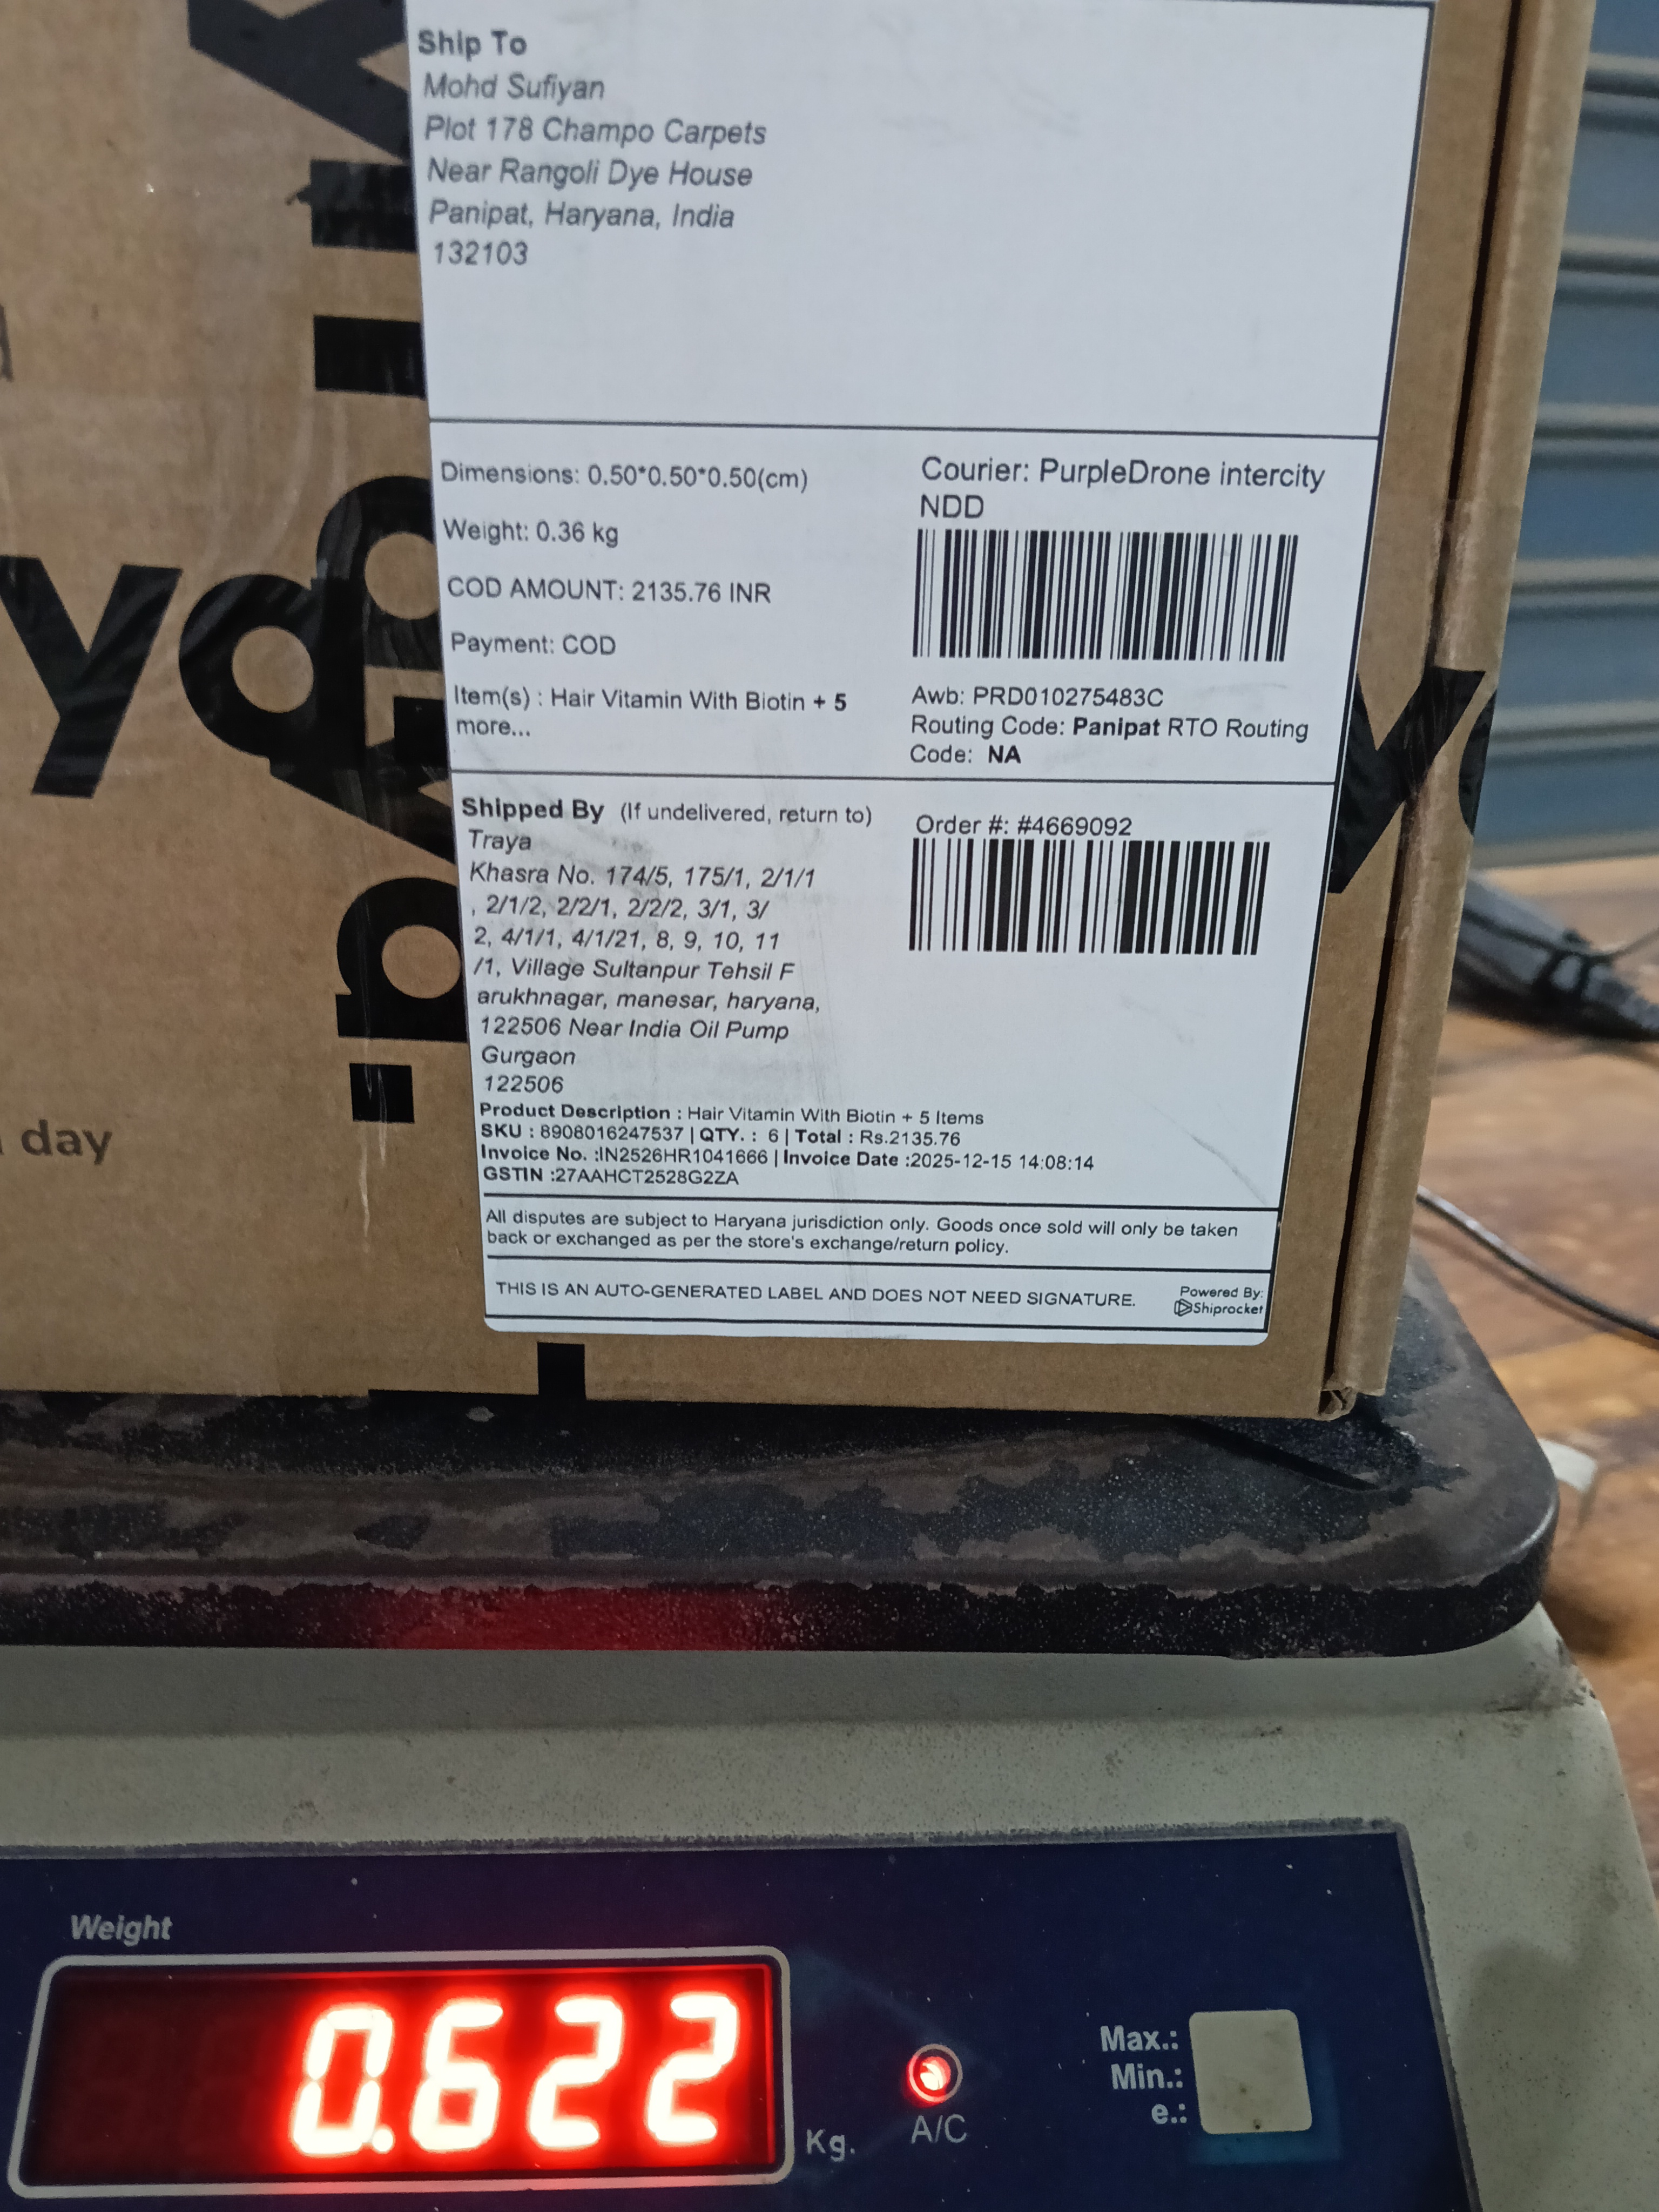 Ship To
Mohd Sufiyan
Plot 178 Champo Carpets
Near Rangoli Dye House
Panipat, Haryana, India
132103
Dimensions: 0.50*0.50*0.50(cm)
Weight: 0.36 kg
COD AMOUNT: 2135.76 INR
Payment: COD
Item(s) : Hair Vitamin With Biotin + 5
more...
Courier: PurpleDrone intercity
NDD
Awb: PRD010275483C
Routing Code: Panipat RTO Routing
Code: NA
Shipped By (If undelivered, return to)
Traya
Khasra No. 174/5, 175/1, 2/1/1
, 2/1/2, 2/2/1, 2/2/2, 3/1, 3/
2, 4/1/1, 4/1/21, 8, 9, 10, 11
/1, Village Sultanpur Tehsil F
arukhnagar, manesar, haryana,
122506 Near India Oil Pump
Gurgaon
122506
Order #: #4669092
Product Description : Hair Vitamin With Biotin + 5 Items
SKU : 8908016247537 | QTY. : 6 | Total : Rs.2135.76
Invoice No. :IN2526HR1041666 | Invoice Date :2025-12-15 14:08:14
GSTIN :27AAHCT2528G2ZA
All disputes are subject to Haryana jurisdiction only. Goods once sold will only be taken
back or exchanged as per the store's exchange/return policy.
THIS IS AN AUTO-GENERATED LABEL AND DOES NOT NEED SIGNATURE.
Powered By:
Shiprocket
day
Weight
0.622
Kg.
A/C
Max.:
Min.:
e.: